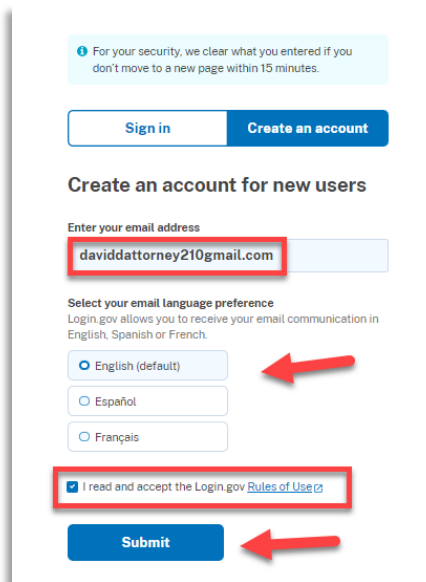 For your security, we clear what you entered if you
don't move to a new page within 15 minutes.
Sign in
Create an account
Create an account for new users
Enter your email address
daviddattorney210gmail.com
Select your email language preference
Login.gov allows you to receive your email communication in
English, Spanish or French.
English (default)
Español
Français
I read and accept the Login.gov Rules of Use
Submit